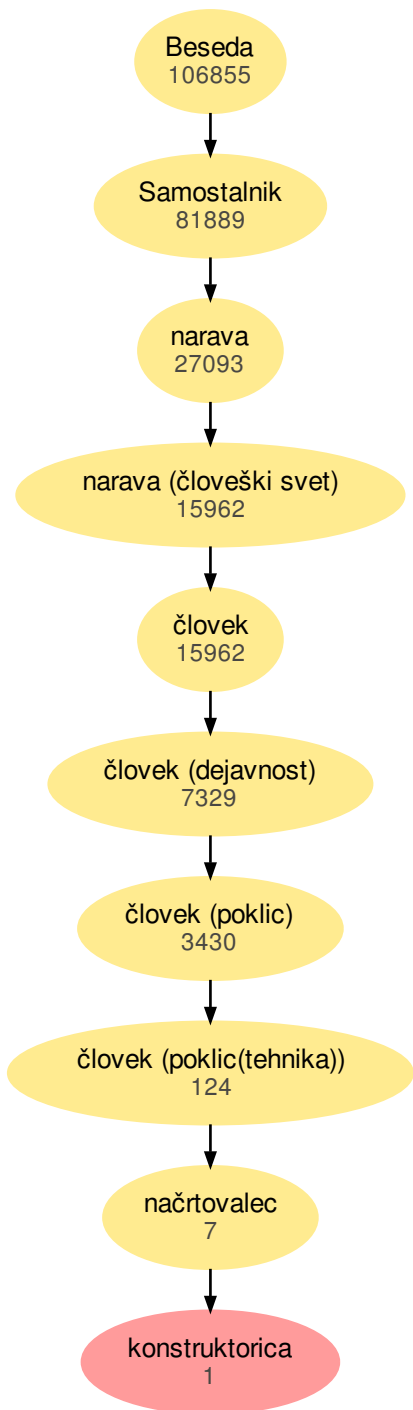 Beseda
106855
Samostalnik
81889
narava
27093
narava (človeški svet)
15962
človek
15962
človek (dejavnost)
7329
človek (poklic)
3430
človek (poklic(tehnika))
124
načrtovalec
7
konstruktorica
1